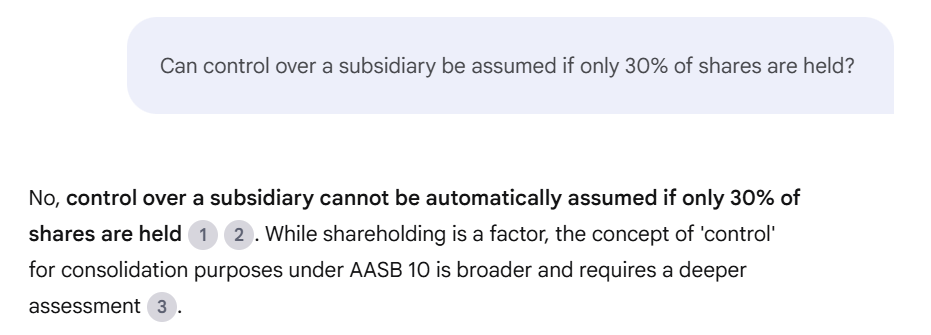 Can control over a subsidiary be assumed if only 30% of shares are held?
No, control over a subsidiary cannot be automatically assumed if only 30% of
shares are held 1 2. While shareholding is a factor, the concept of 'control'
for consolidation purposes under AASB 10 is broader and requires a deeper
assessment 3.